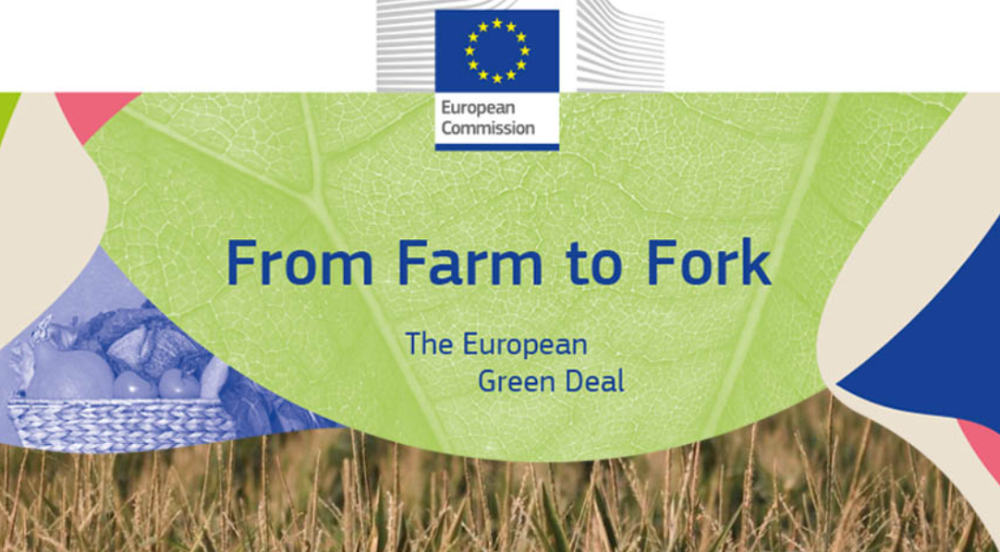 European
Commission
From Farm to Fork
The European
Green Deal